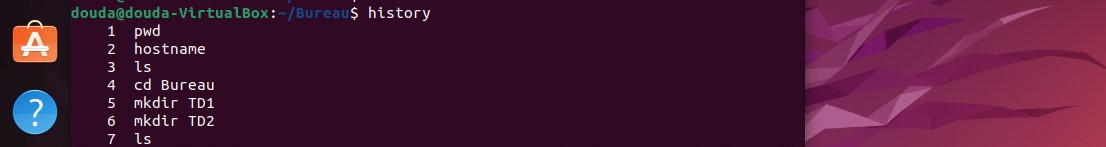 douda@douda-VirtualBox:~/Bureau$ history
1 pwd
2 hostname
3 ls
4 cd Bureau
5 mkdir TD1
6 mkdir TD2
7 ls